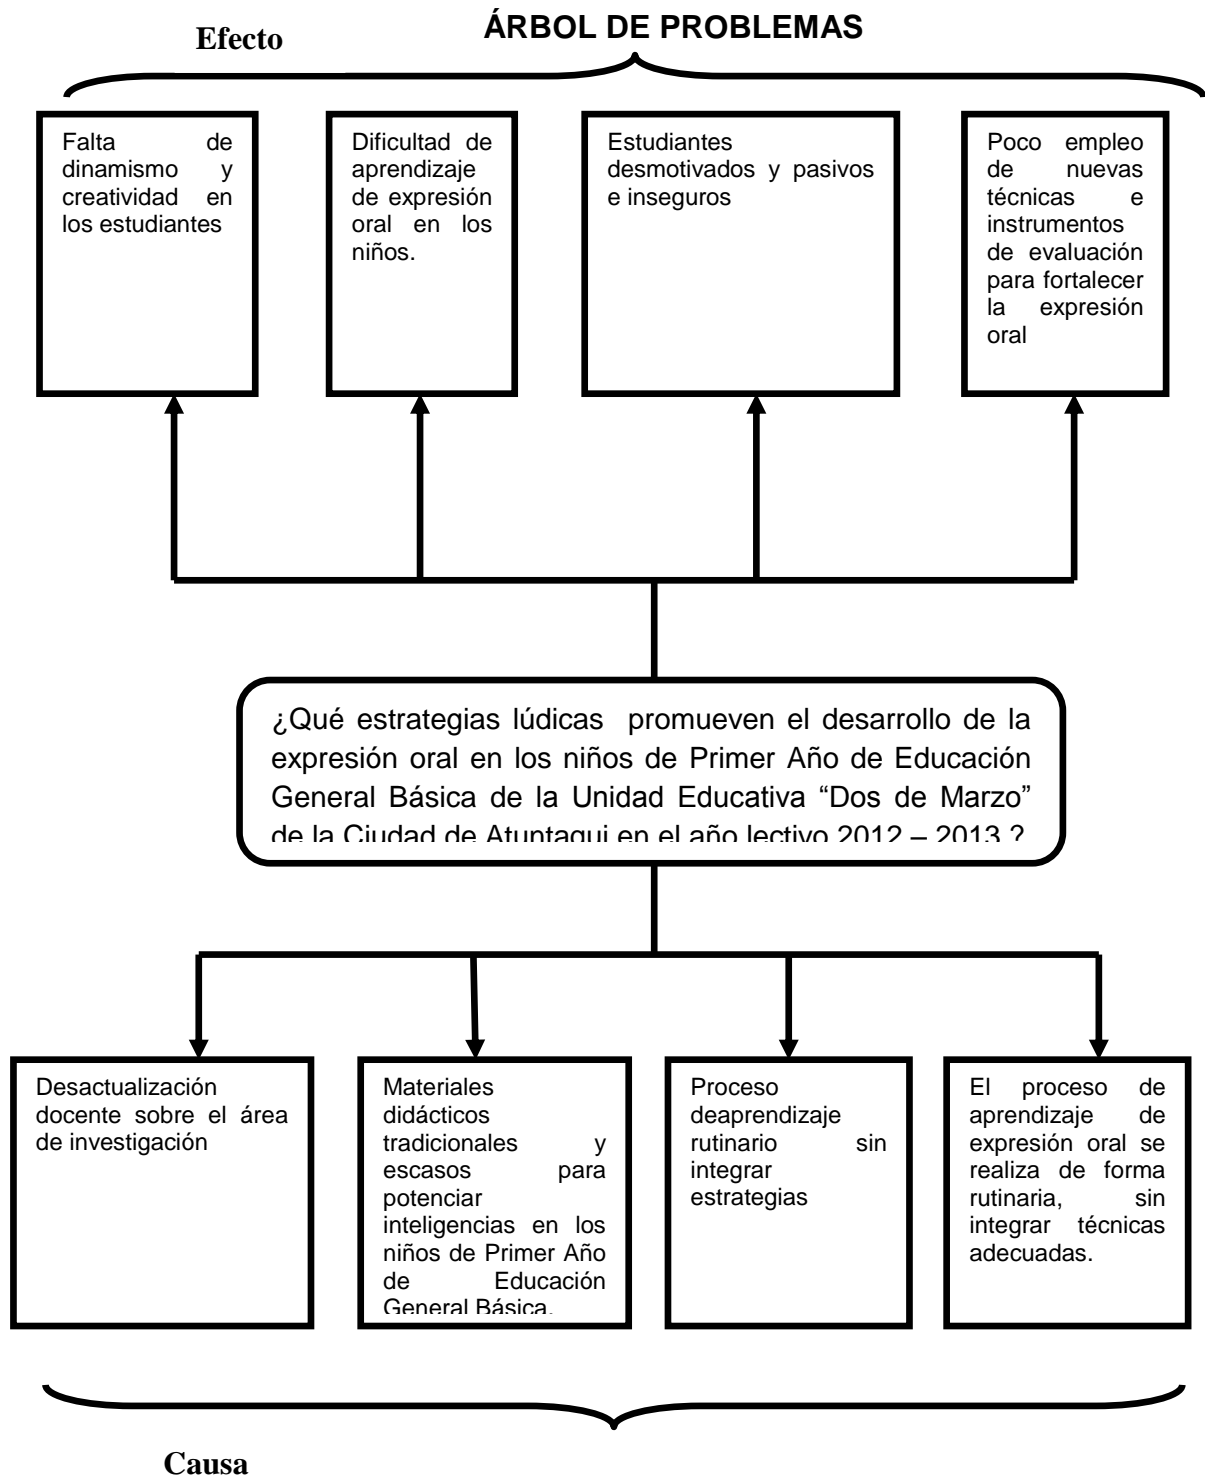 Efecto
ÁRBOL DE PROBLEMAS
Falta de
dinamismo y
creatividad en
los estudiantes
Dificultad de
aprendizaje
de expresión
oral en los
niños.
Estudiantes
desmotivados y pasivos
e inseguros
Poco empleo
de nuevas
técnicas e
instrumentos
de evaluación
para fortalecer
la expresión
oral
¿Qué estrategias lúdicas promueven el desarrollo de la
expresión oral en los niños de Primer Año de Educación
General Básica de la Unidad Educativa “Dos de Marzo”
de la Ciudad de Atuntaqui en el año lectivo 2012 – 2013 ?
Desactualización
docente sobre el área
de investigación
Materiales
didácticos
tradicionales y
escasos para
potenciar
inteligencias en los
niños de Primer Año
de Educación
General Básica.
Proceso
deaprendizaje
rutinario sin
integrar
estrategias
El proceso de
aprendizaje de
expresión oral se
realiza de forma
rutinaria, sin
integrar técnicas
adecuadas.
Causa